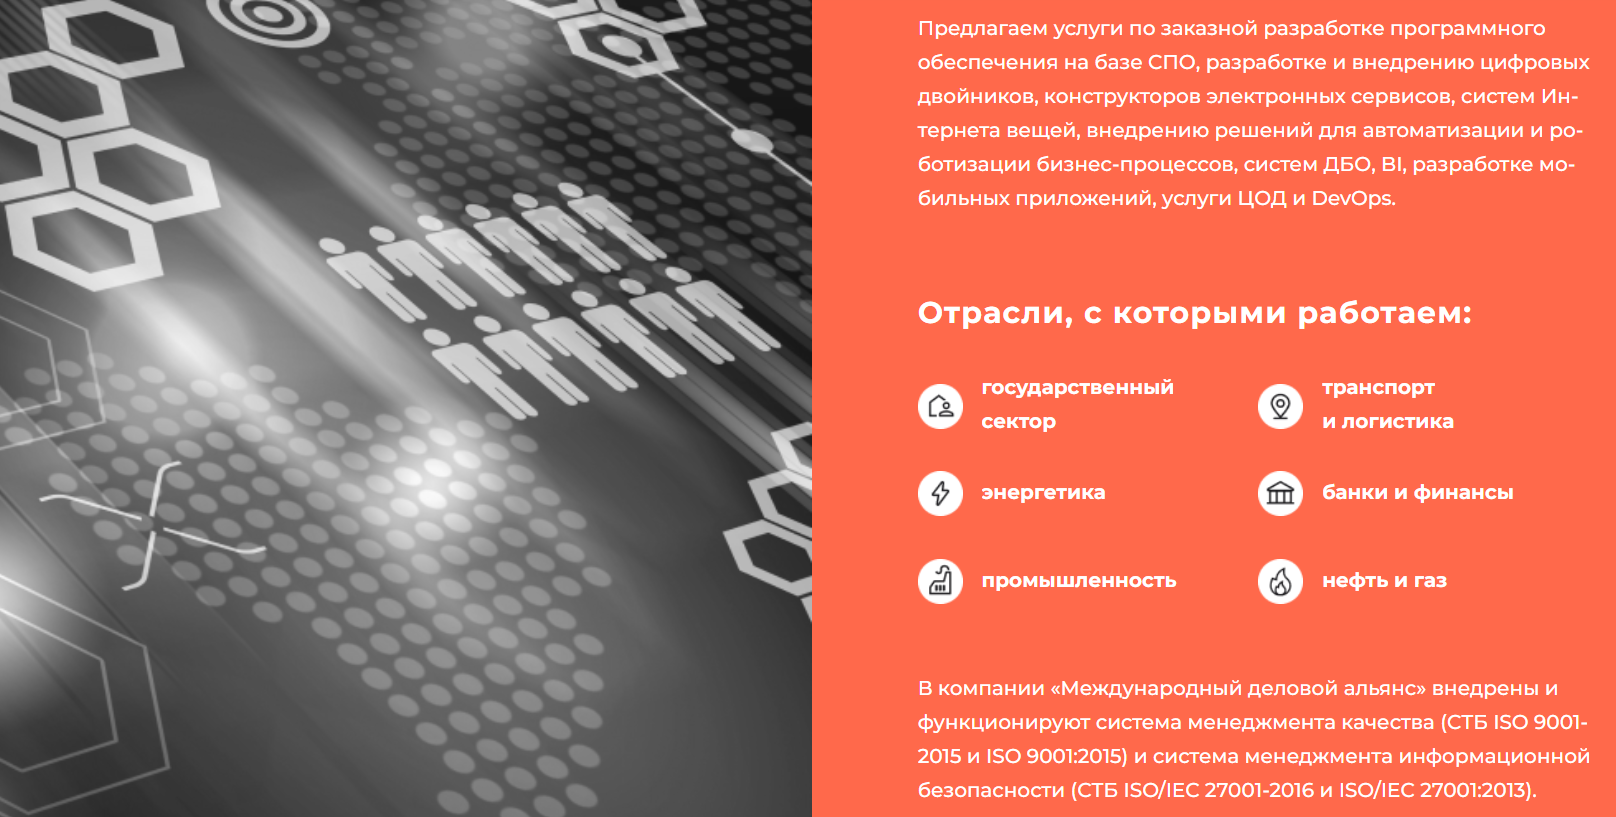 Предлагаем услуги по заказной разработке программного
обеспечения на базе СПО, разработке и внедрению цифровых
двойников, конструкторов электронных сервисов, систем Ин-
тернета вещей, внедрению решений для автоматизации и ро-
ботизации бизнес-процессов, систем ДБО, BI, разработке мо-
бильных приложений, услуги ЦОД и DevOps.
Отрасли, с которыми работаем:
государственный
сектор
транспорт
и логистика
энергетика
банки и финансы
промышленность
нефть и газ
В компании «Международный деловой альянс» внедрены и
функционируют система менеджмента качества (СТБ ISO 9001-
2015 и ISO 9001:2015) и система менеджмента информационной
безопасности (СТБ ISO/IEC 27001-2016 и ISO/IEC 27001:2013).